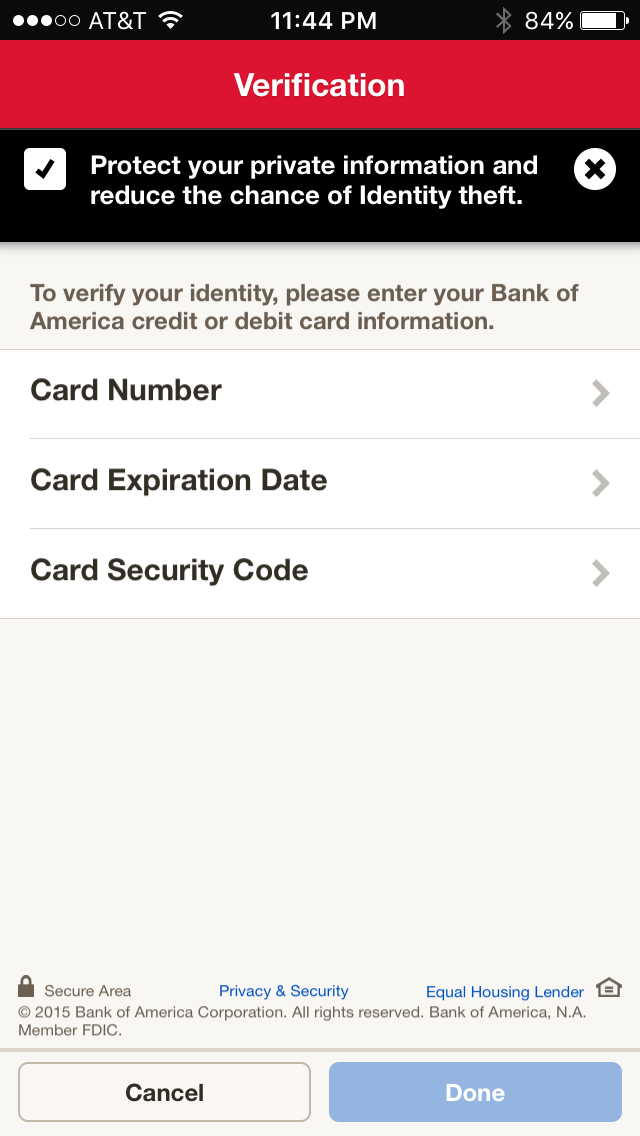 AT&T 11:44 PM 84%
Verification
Protect your private information and
reduce the chance of Identity theft.
To verify your identity, please enter your Bank of
America credit or debit card information.
Card Number
Card Expiration Date
Card Security Code
Secure Area Privacy & Security Equal Housing Lender
© 2015 Bank of America Corporation. All rights reserved. Bank of America, N.A.
Member FDIC.
Cancel Done